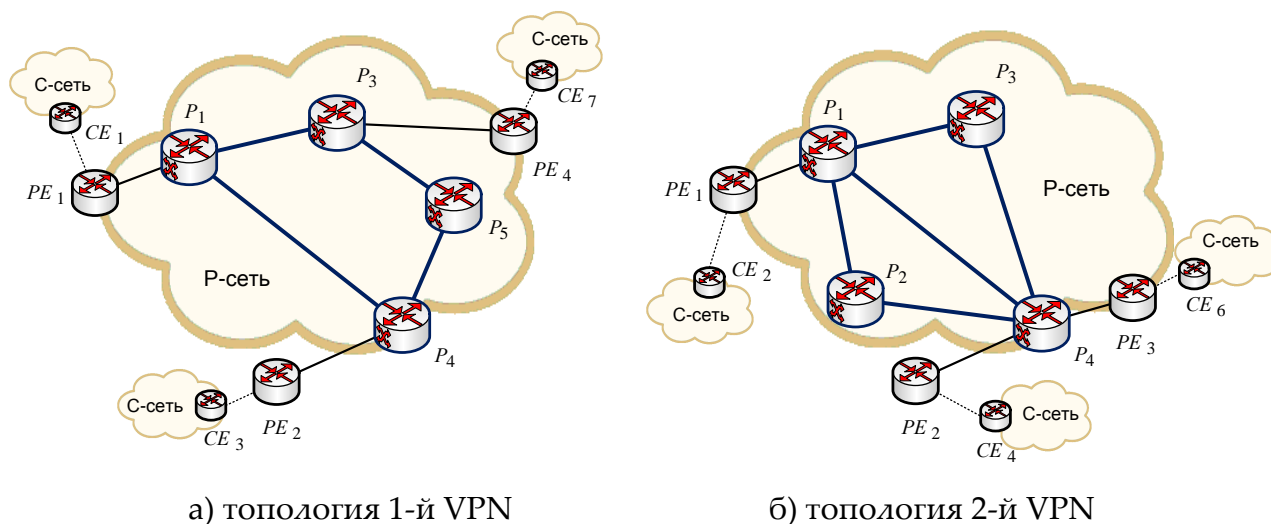 С-сеть
CE 1
P1
P3
С-сеть
CE 7
PE 1
PE 4
P5
Р-сеть
P4
С-сеть
CE 3
PE 2
а) топология 1-й VPN
P3
P1
PE 1
Р-сеть
С-сеть
CE 2
P2
CE 6
С-сеть
P4
PE 3
PE 2
С-сеть
CE 4
б) топология 2-й VPN